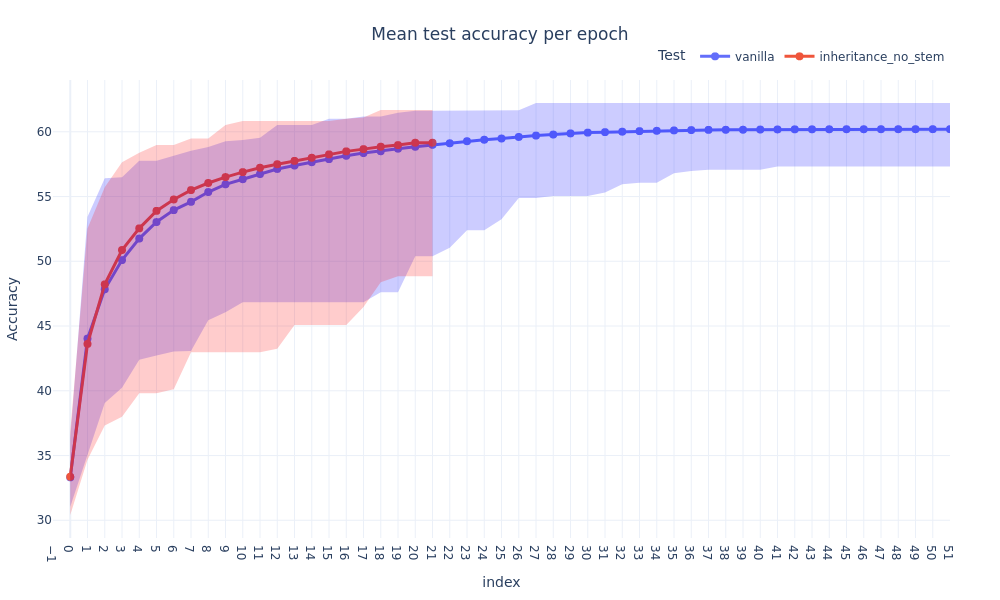 Mean test accuracy per epoch
Test vanilla inheritance_no_stem
Accuracy
60
55
50
45
40
35
30
−1 0 1 2 3 4 5 6 7 8 9 10 11 12 13 14 15 16 17 18 19 20 21 22 23 24 25 26 27 28 29 30 31 32 33 34 35 36 37 38 39 40 41 42 43 44 45 46 47 48 49 50 51
index